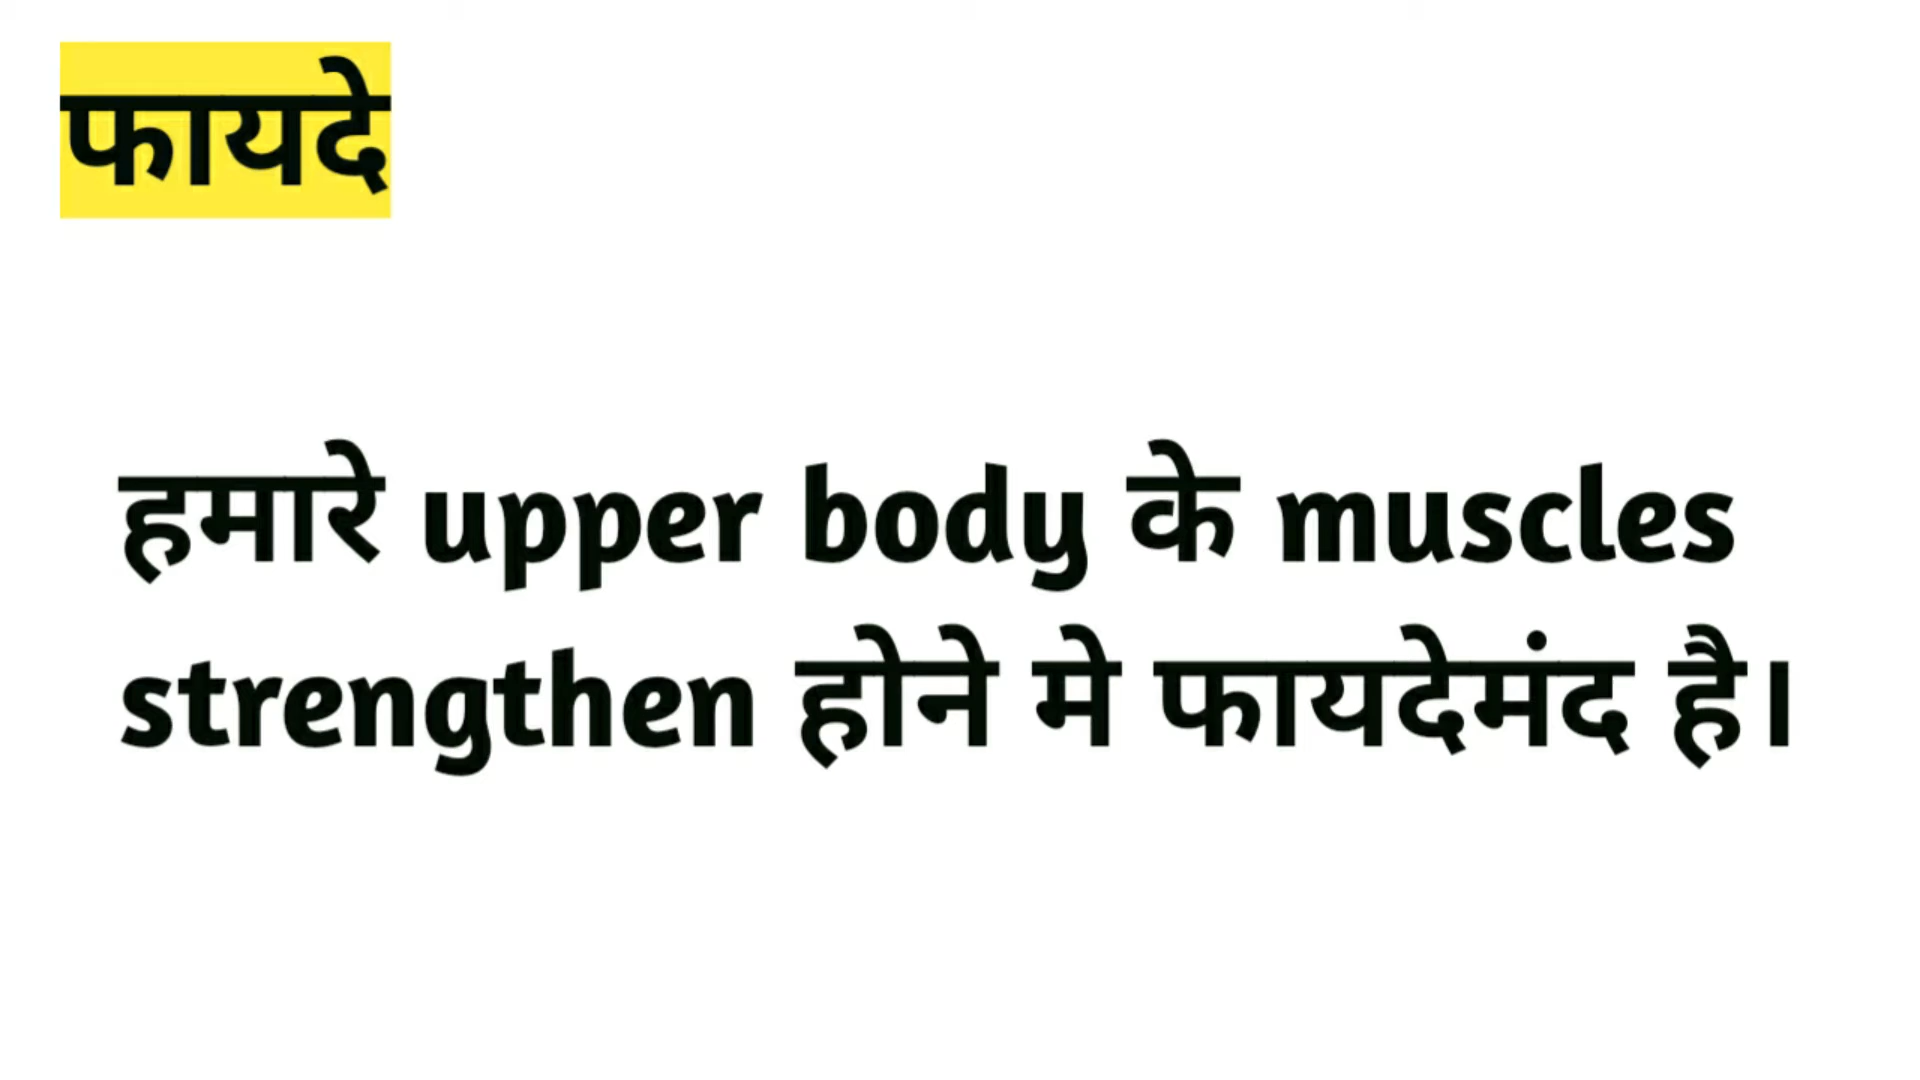 फायदे
हमारे upper body के muscles
strengthen होने मे फायदेमंद है।